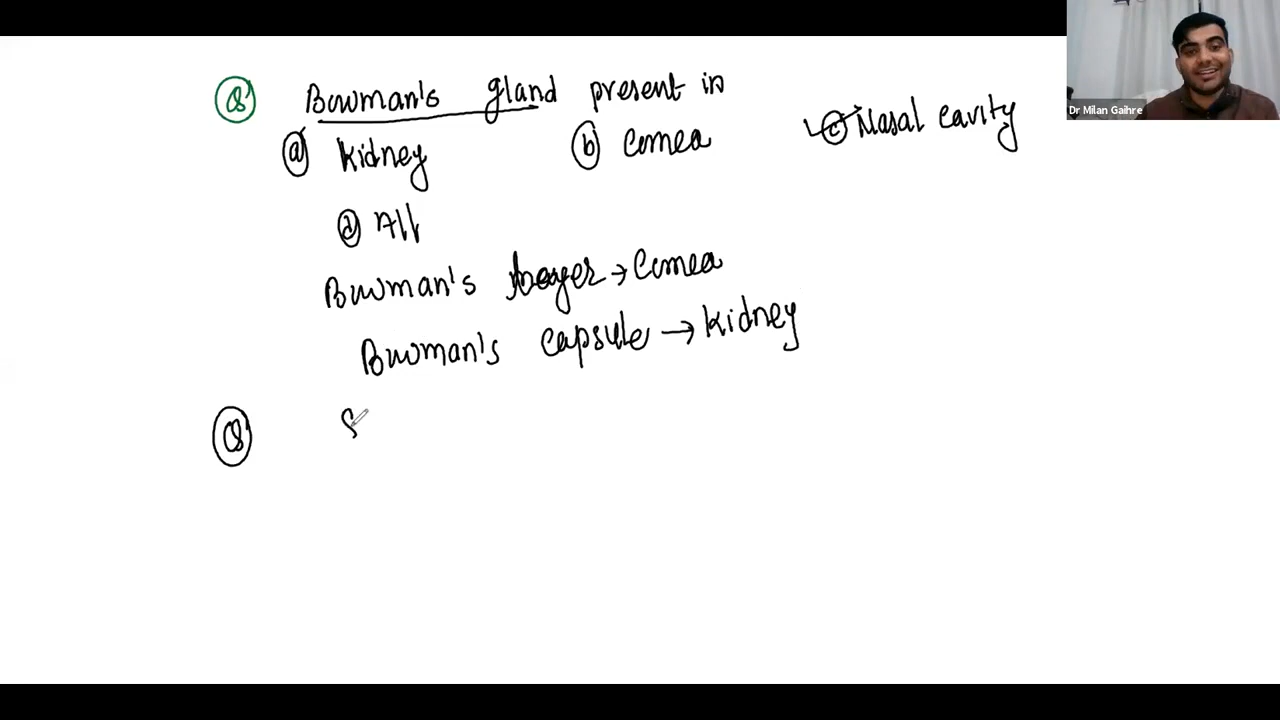 Q Bowman's gland present in
a Kidney b Cornea c Nasal cavity
d All
Bowman's layer → Cornea
Bowman's capsule → kidney
Q S
Dr Milan Gaihre